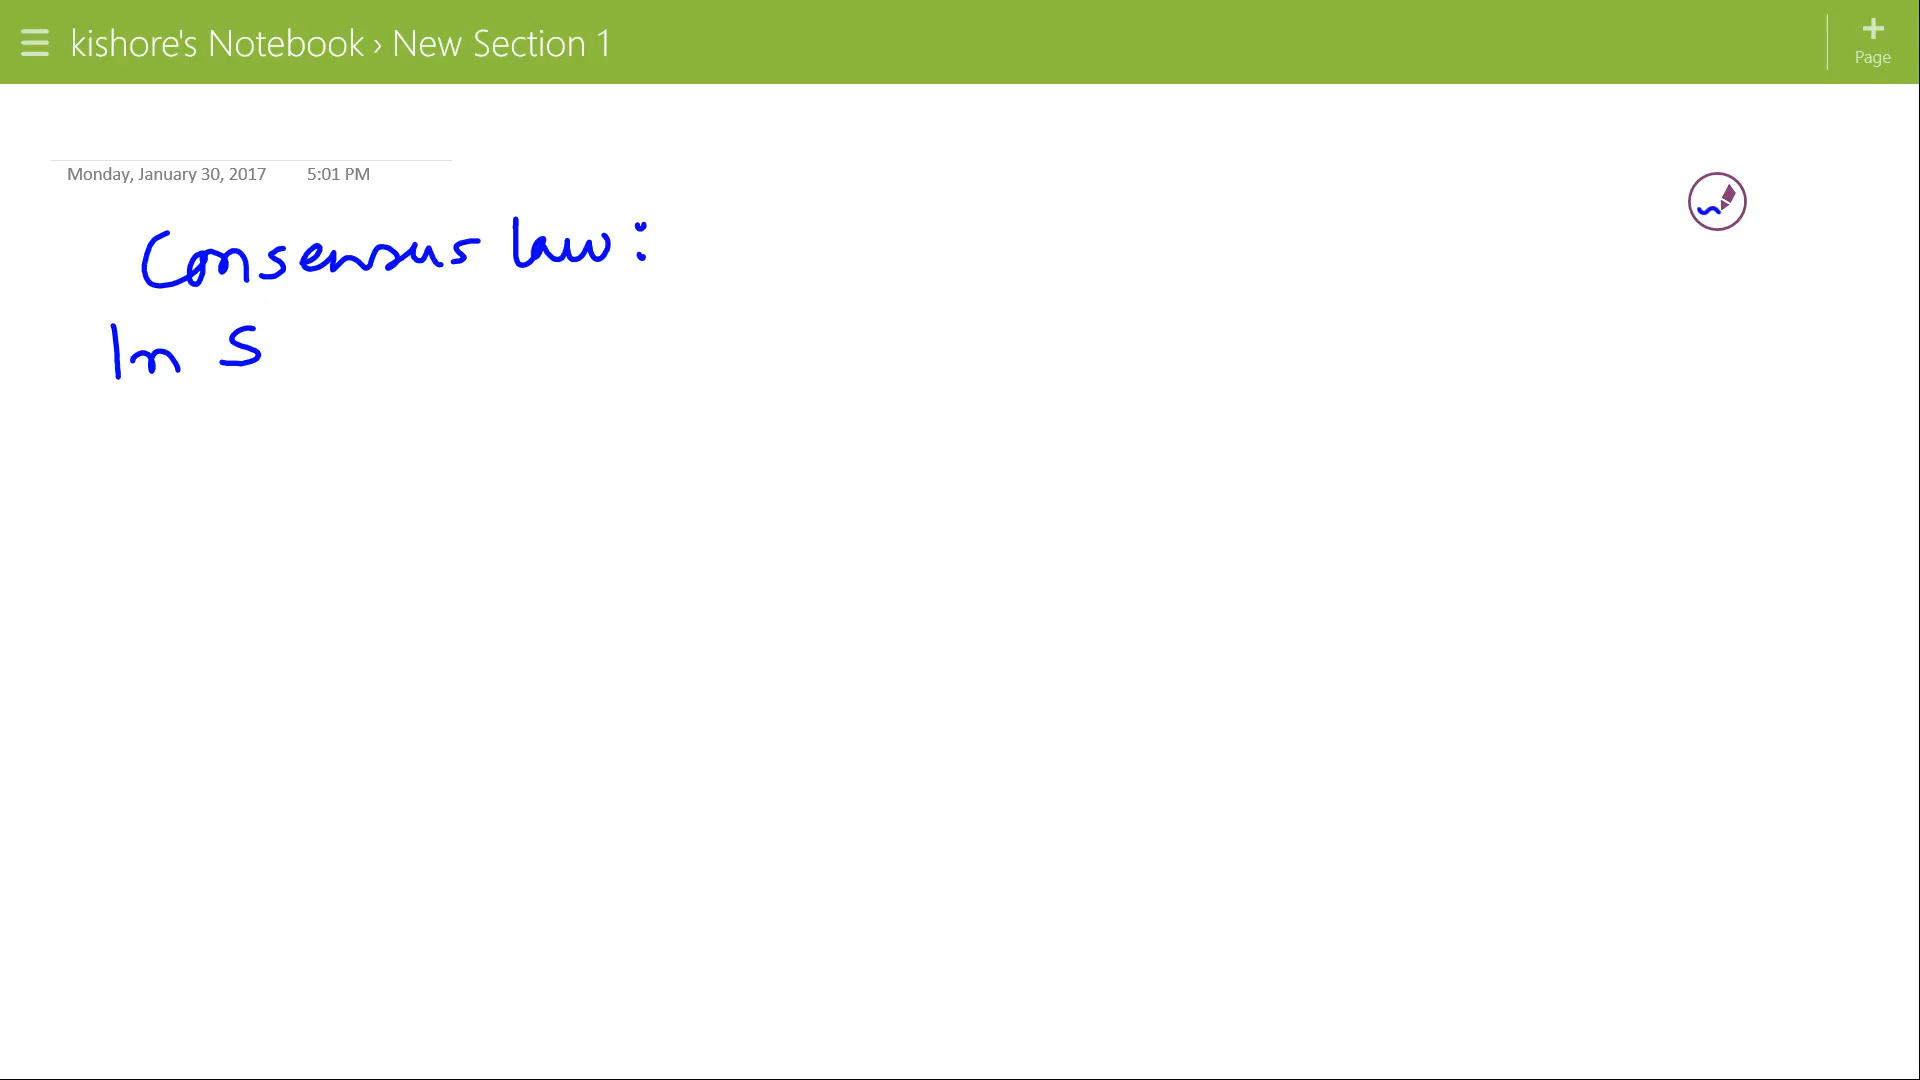 kishore's Notebook › New Section 1
Page
Monday, January 30, 2017 5:01 PM
Consensus law:
In S